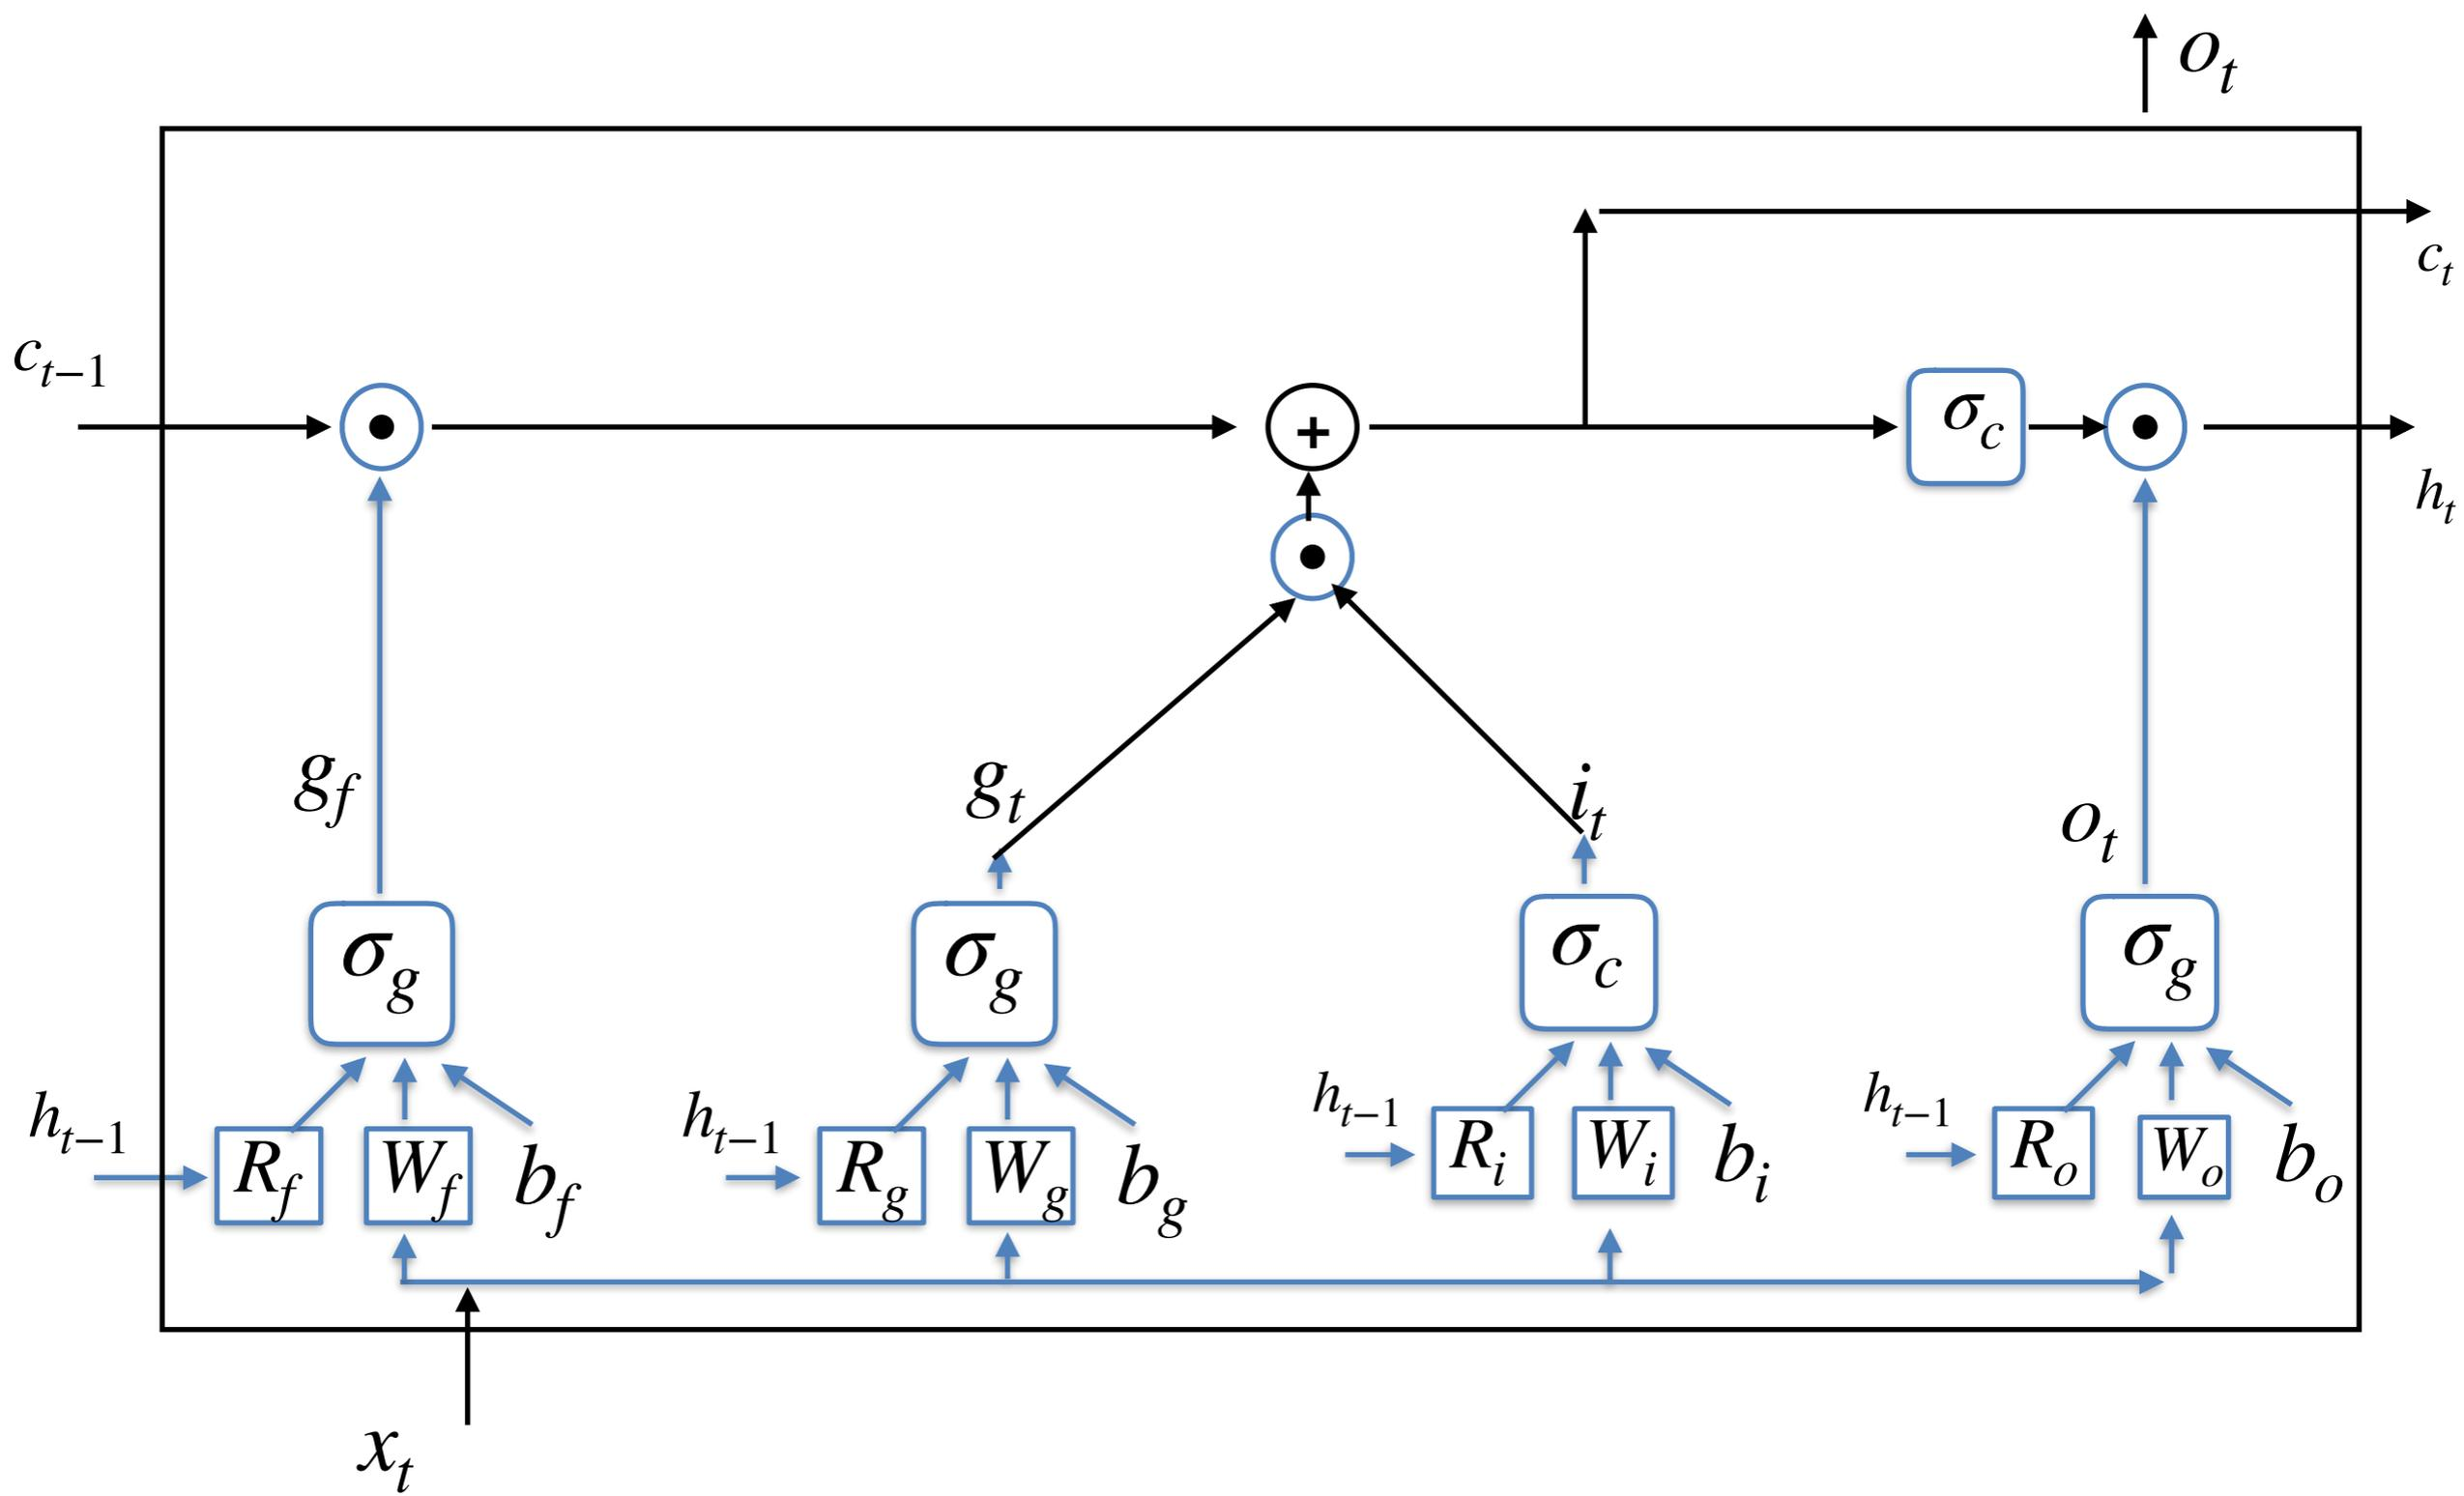 o_t
c_t
c_{t−1}
+
σ_c
h_t
g_f
g_t
i_t
o_t
σ_g
σ_g
σ_c
σ_g
h_{t−1}
R_f
W_f
b_f
h_{t−1}
R_g
W_g
b_g
h_{t−1}
R_i
W_i
b_i
h_{t−1}
R_o
W_o
b_o
x_t